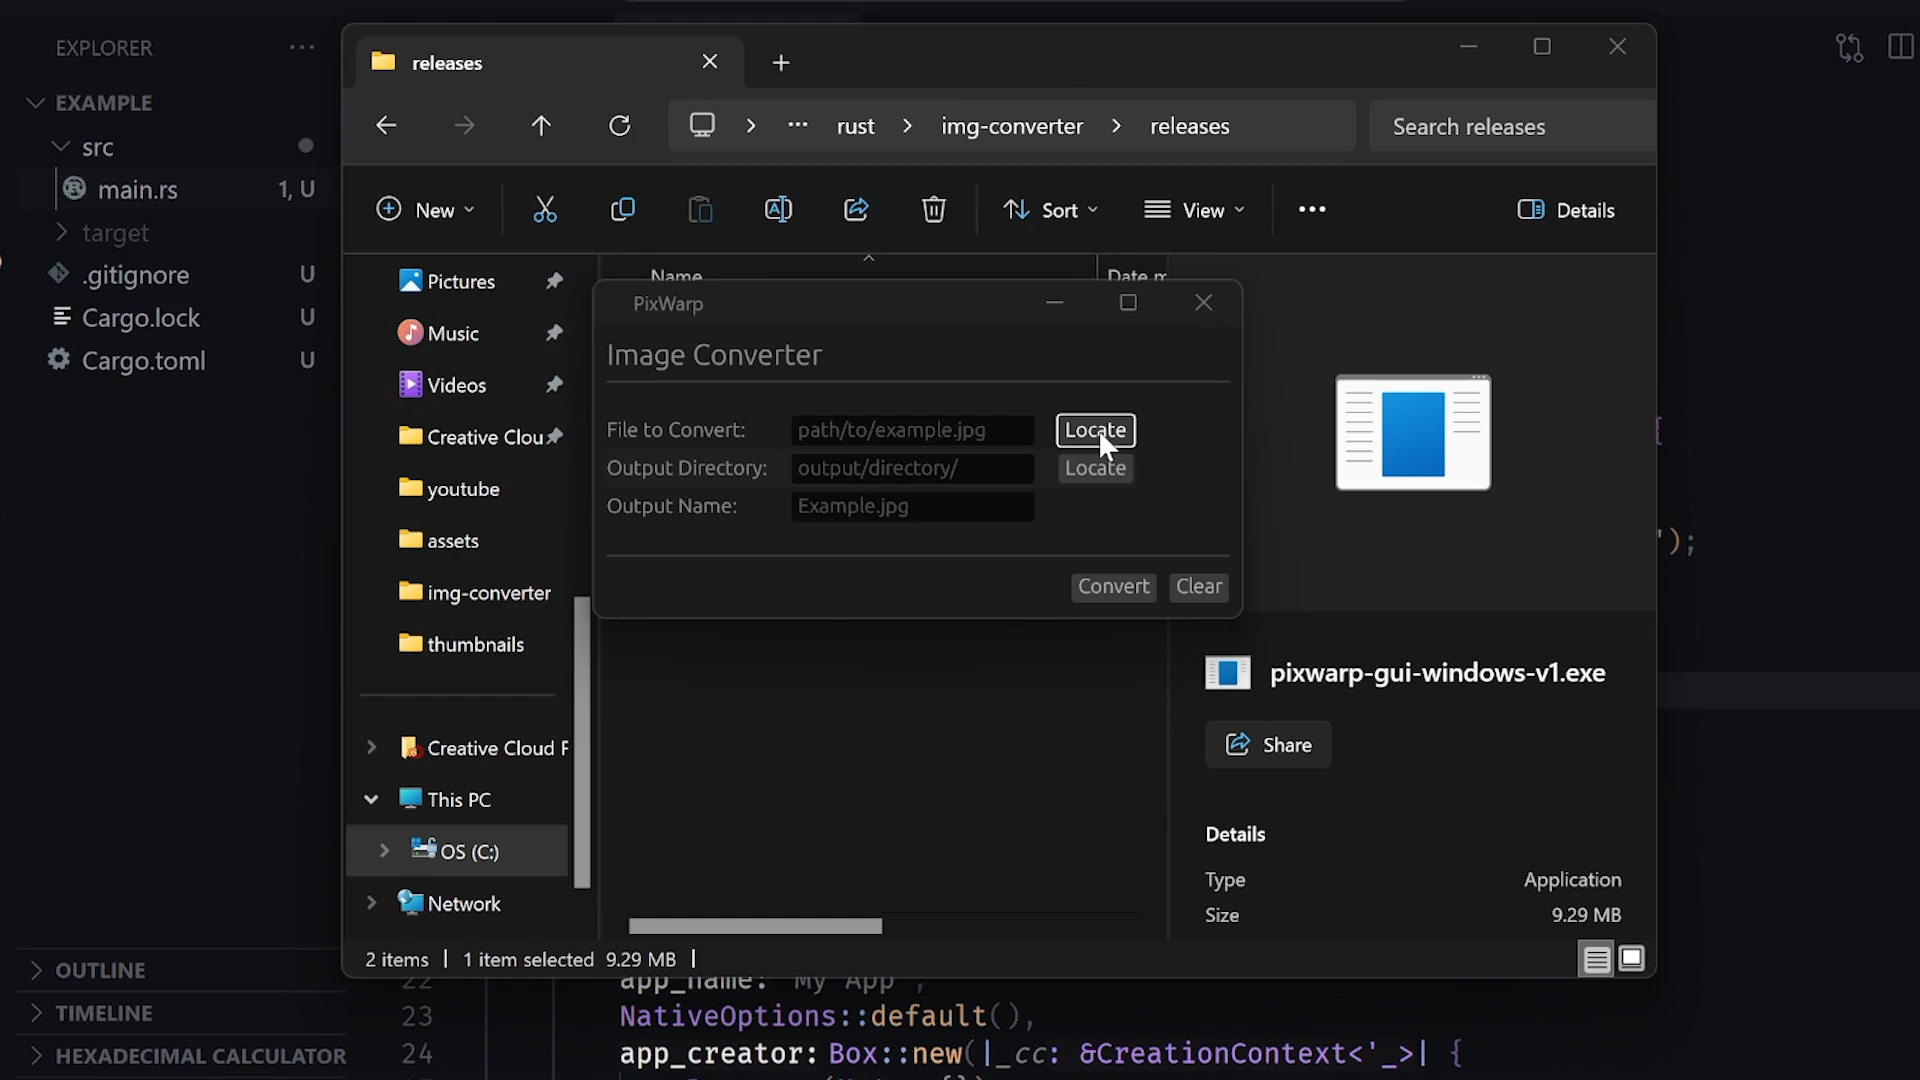 EXPLORER
EXAMPLE
src
main.rs 1, U
target
.gitignore U
Cargo.lock U
Cargo.toml U
OUTLINE
TIMELINE
HEXADECIMAL CALCULATOR
releases
rust img-converter releases
Search releases
New
Sort
View
Details
Pictures
Music
Videos
Creative Clou
youtube
assets
img-converter
thumbnails
Creative Cloud F
This PC
OS (C:)
Network
Name
Date m
PixWarp
Image Converter
File to Convert: path/to/example.jpg Locate
Output Directory: output/directory/ Locate
Output Name: Example.jpg
Convert Clear
pixwarp-gui-windows-v1.exe
Share
Details
Type Application
Size 9.29 MB
2 items 1 item selected 9.29 MB
{
");
22 app_name: "My App",
23 NativeOptions::default(),
24 app_creator: Box::new(|_cc: &CreationContext<'_>| {